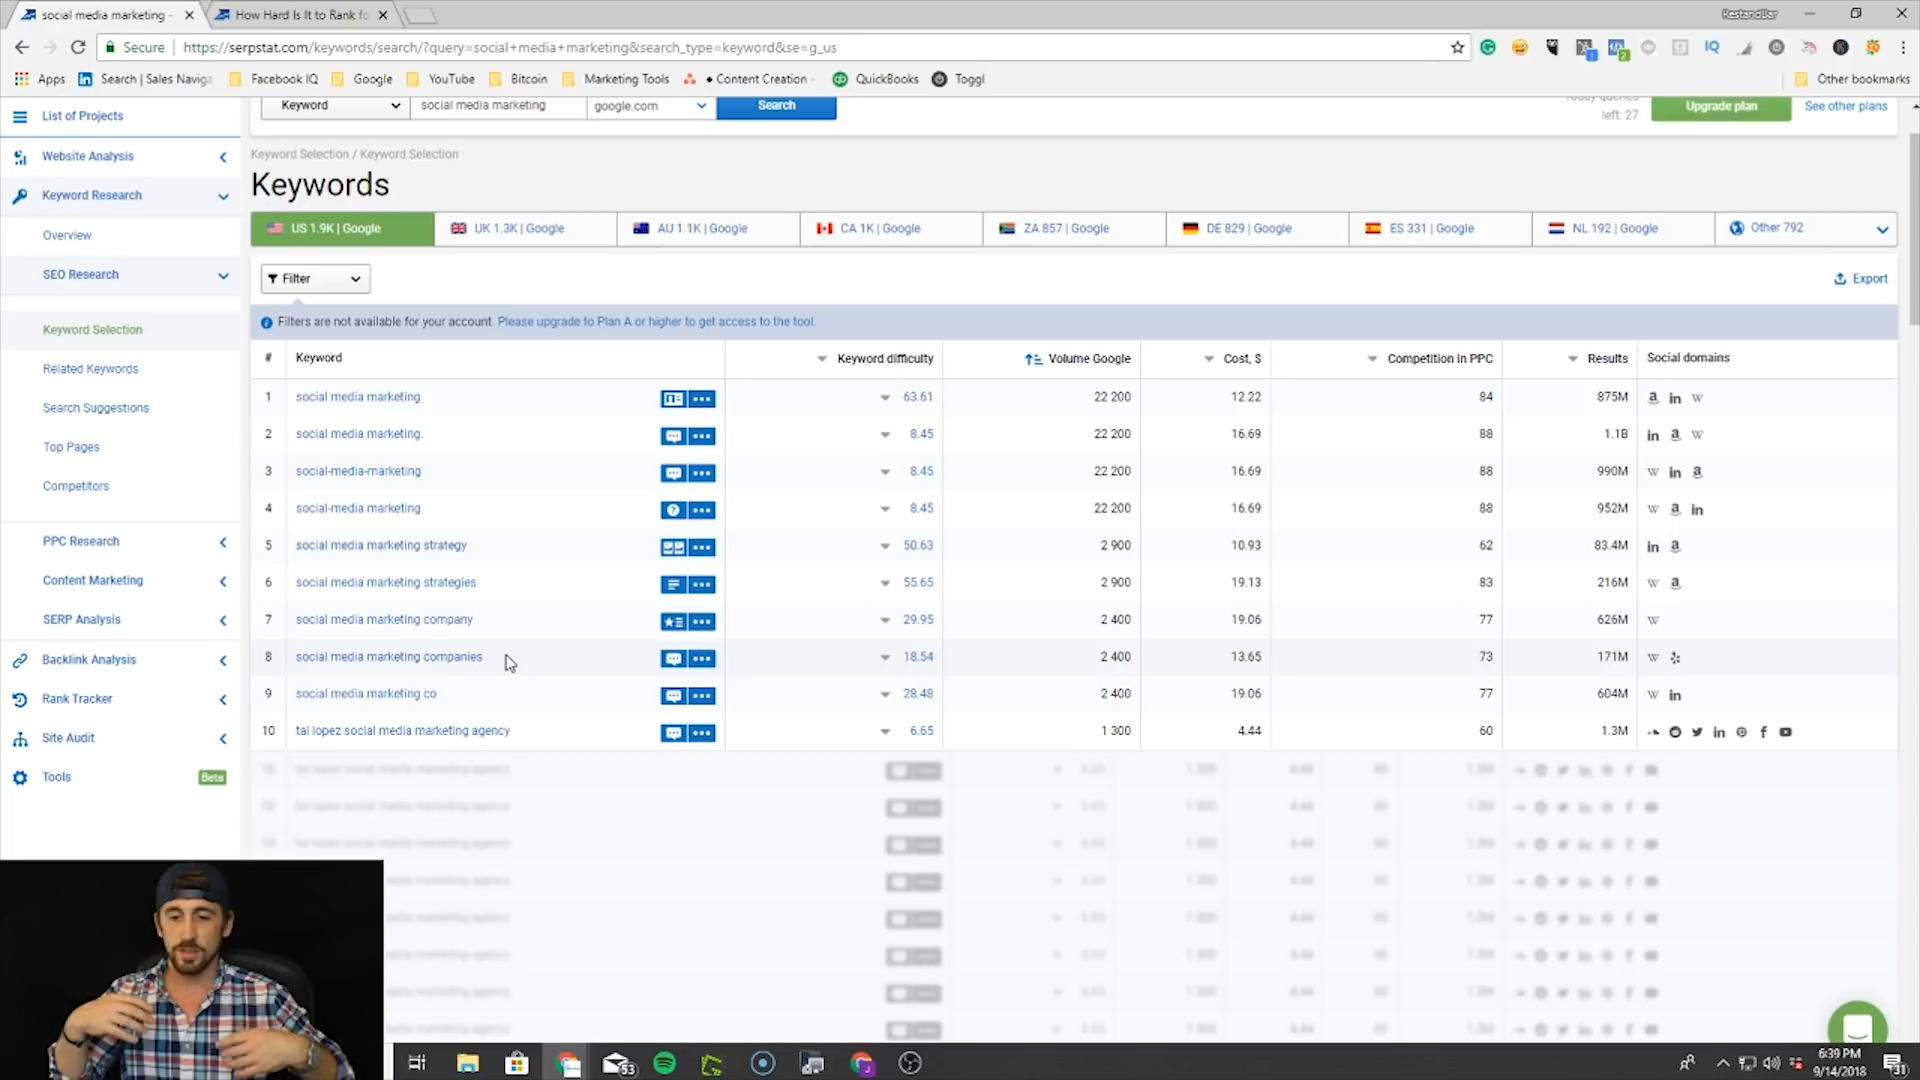 social media marketing -
How Hard Is It to Rank fo
RestandBar
Secure
https://serpstat.com/keywords/search/?query=social+media+marketing&search_type=keyword&se=g_us
Apps
Search | Sales Naviga
Facebook IQ
Google
YouTube
Bitcoin
Marketing Tools
• Content Creation -
QuickBooks
Toggl
Other bookmarks
List of Projects
Website Analysis
Keyword Research
Overview
SEO Research
Keyword Selection
Related Keywords
Search Suggestions
Top Pages
Competitors
PPC Research
Content Marketing
SERP Analysis
Backlink Analysis
Rank Tracker
Site Audit
Tools
Beta
Keyword
social media marketing
google.com
Search
Today queries
left: 27
Upgrade plan
See other plans
Keyword Selection / Keyword Selection
Keywords
US 1.9K | Google
UK 1.3K | Google
AU 1.1K | Google
CA 1K | Google
ZA 857 | Google
DE 829 | Google
ES 331 | Google
NL 192 | Google
Other 792
Filter
Export
Filters are not available for your account. Please upgrade to Plan A or higher to get access to the tool.
# Keyword Keyword difficulty Volume Google Cost, $ Competition in PPC Results Social domains
1 social media marketing 63.61 22 200 12.22 84 875M
2 social media marketing. 8.45 22 200 16.69 88 1.1B
3 social-media-marketing 8.45 22 200 16.69 88 990M
4 social-media marketing 8.45 22 200 16.69 88 952M
5 social media marketing strategy 50.63 2 900 10.93 62 83.4M
6 social media marketing strategies 55.65 2 900 19.13 83 216M
7 social media marketing company 29.95 2 400 19.06 77 626M
8 social media marketing companies 18.54 2 400 13.65 73 171M
9 social media marketing co 28.48 2 400 19.06 77 604M
10 tai lopez social media marketing agency 6.65 1 300 4.44 60 1.3M
53
6:39 PM
9/14/2018
31